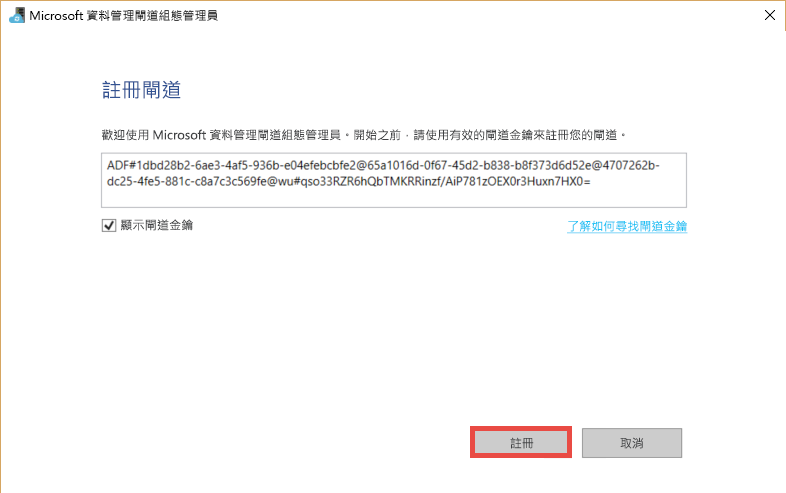 Microsoft 資料管理閘道組態管理員
註冊閘道
歡迎使用 Microsoft 資料管理閘道組態管理員。開始之前，請使用有效的閘道金鑰來註冊您的閘道。
ADF#1dbd28b2-6ae3-4af5-936b-e04efebcbfe2@65a1016d-0f67-45d2-b838-b8f373d6d52e@4707262b-
dc25-4fe5-881c-c8a7c3c569fe@wu#qso33RZR6hQbTMKRRinzf/AiP781zOEX0r3Huxn7HX0=
顯示閘道金鑰
了解如何尋找閘道金鑰
註冊
取消